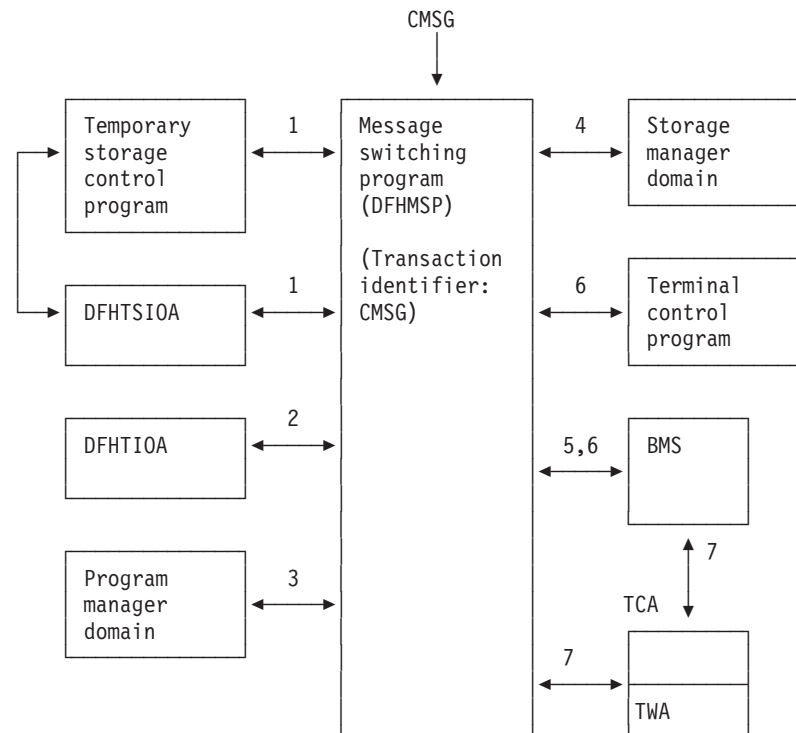 CMSG
Temporary
storage
control
program
1
Message
switching
program
(DFHMSP)
(Transaction
identifier:
CMSG)
4
Storage
manager
domain
DFHTSIOA
1
6
Terminal
control
program
DFHTIOA
2
5,6
BMS
Program
manager
domain
3
7
TCA
7
TWA